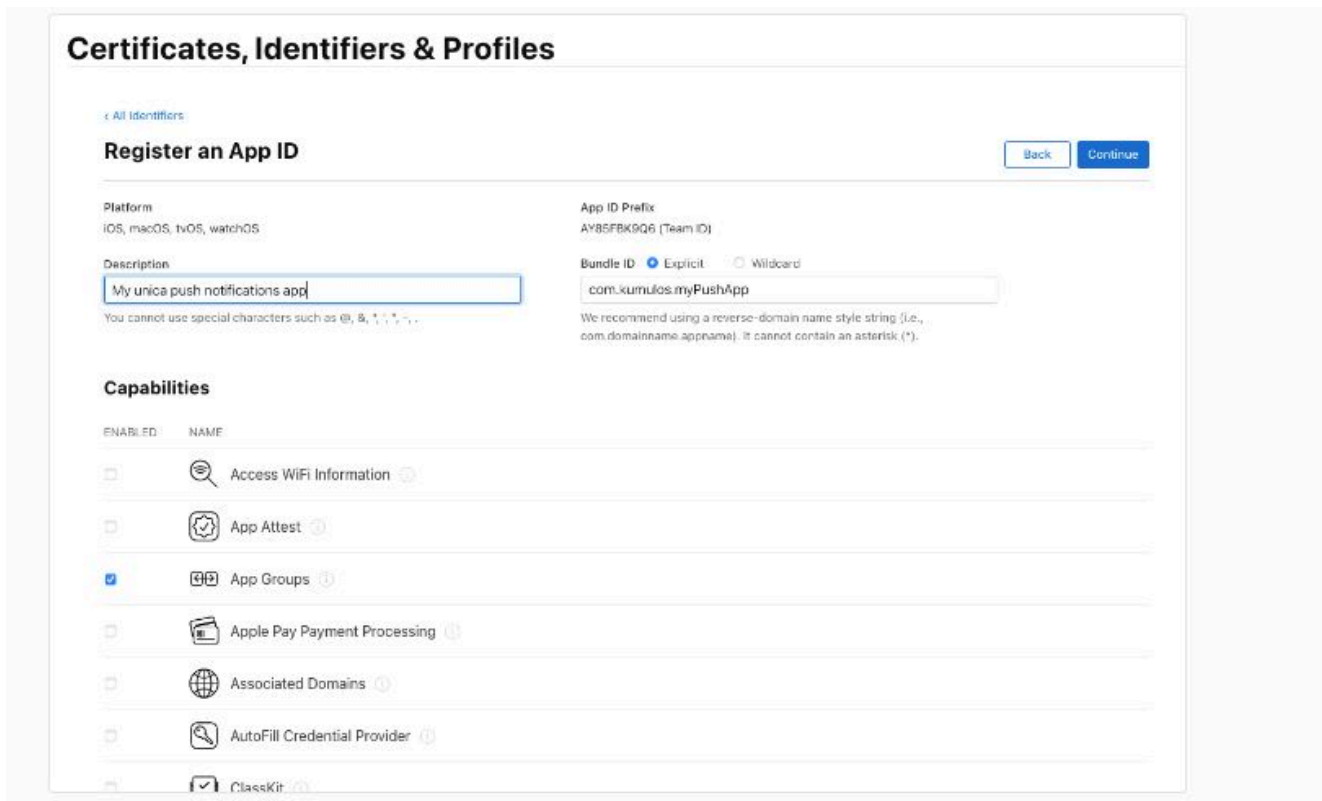 Certificates, Identifiers & Profiles
‹ All Identifiers
Register an App ID
Back
Continue
Platform
iOS, macOS, tvOS, watchOS
App ID Prefix
AY85FBK9Q6 (Team ID)
Description
My unica push notifications app
You cannot use special characters such as @, &, *, ', ", -, .
Bundle ID Explicit Wildcard
com.kumulos.myPushApp
We recommend using a reverse-domain name style string (i.e.,
com.domainname.appname). It cannot contain an asterisk (*).
Capabilities
ENABLED NAME
Access WiFi Information
App Attest
App Groups
Apple Pay Payment Processing
Associated Domains
AutoFill Credential Provider
ClassKit